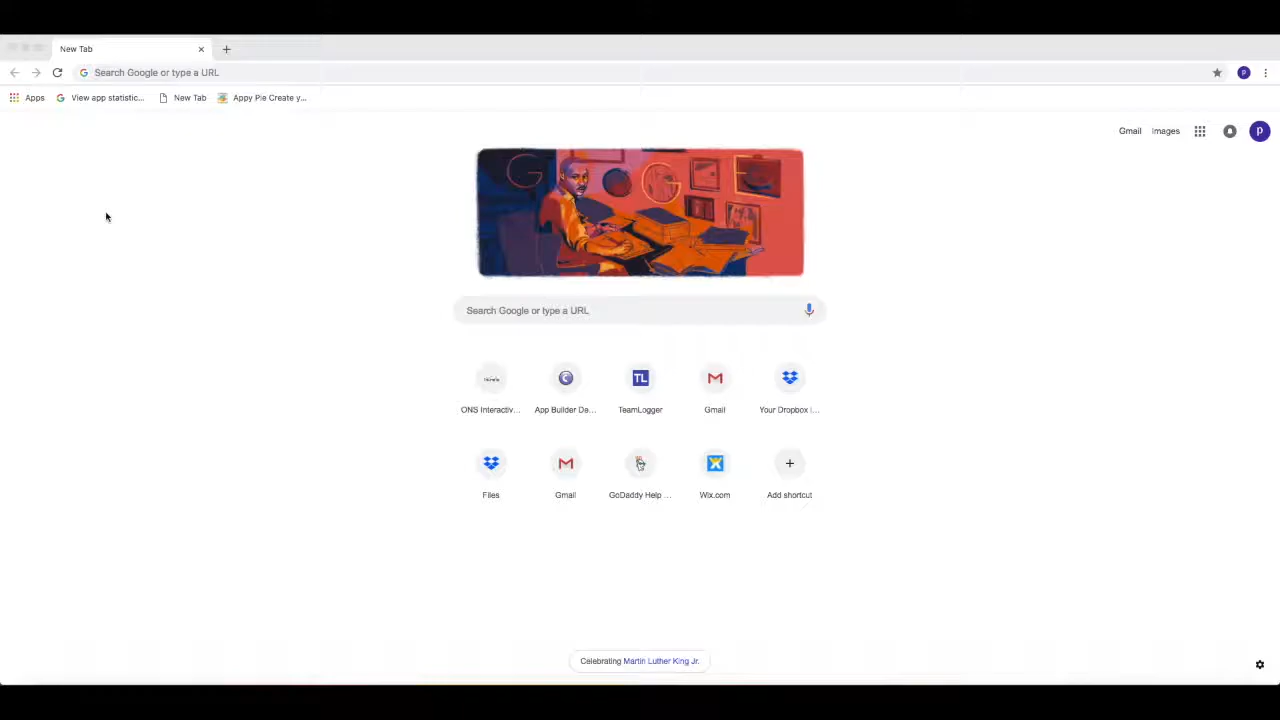 New Tab
Search Google or type a URL
Apps
View app statistic...
New Tab
Appy Pie Create y...
Gmail
Images
p
p
Search Google or type a URL
TL
ONS Interactiv...
App Builder De...
TeamLogger
Gmail
Your Dropbox |...
Files
Gmail
GoDaddy Help ...
Wix.com
Add shortcut
Celebrating Martin Luther King Jr.